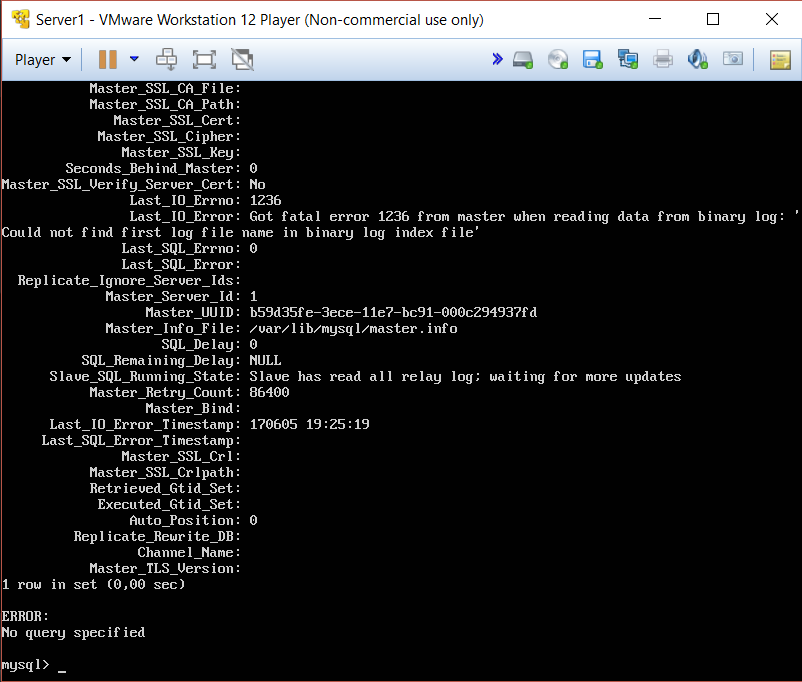 Server1 - VMware Workstation 12 Player (Non-commercial use only)
Player
Master_SSL_CA_File:
Master_SSL_CA_Path:
Master_SSL_Cert:
Master_SSL_Cipher:
Master_SSL_Key:
Seconds_Behind_Master: 0
Master_SSL_Verify_Server_Cert: No
Last_IO_Errno: 1236
Last_IO_Error: Got fatal error 1236 from master when reading data from binary log: '
Could not find first log file name in binary log index file'
Last_SQL_Errno: 0
Last_SQL_Error:
Replicate_Ignore_Server_Ids:
Master_Server_Id: 1
Master_UUID: b59d35fe-3ece-11e7-bc91-000c294937fd
Master_Info_File: /var/lib/mysql/master.info
SQL_Delay: 0
SQL_Remaining_Delay: NULL
Slave_SQL_Running_State: Slave has read all relay log; waiting for more updates
Master_Retry_Count: 86400
Master_Bind:
Last_IO_Error_Timestamp: 170605 19:25:19
Last_SQL_Error_Timestamp:
Master_SSL_Crl:
Master_SSL_Crlpath:
Retrieved_Gtid_Set:
Executed_Gtid_Set:
Auto_Position: 0
Replicate_Rewrite_DB:
Channel_Name:
Master_TLS_Version:
1 row in set (0,00 sec)
ERROR:
No query specified
mysql> _